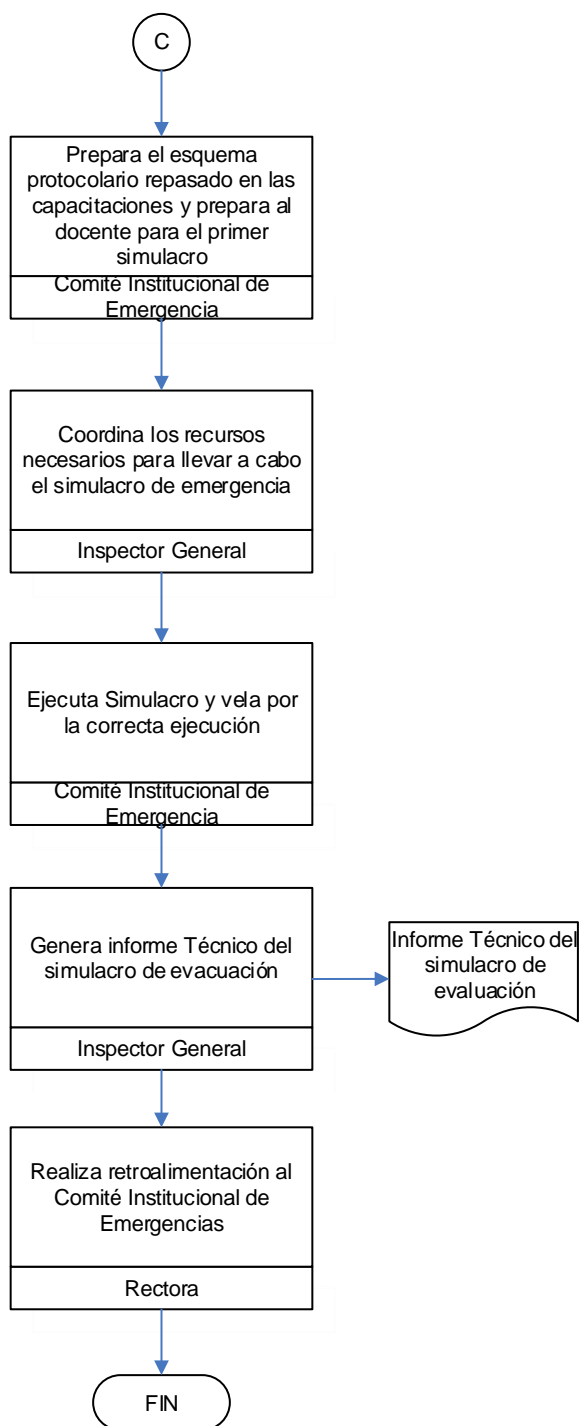 C
Prepara el esquema
protocolario repasado en las
capacitaciones y prepara al
docente para el primer
simulacro
Comité Institucional de
Emergencia
Coordina los recursos
necesarios para llevar a cabo
el simulacro de emergencia
Inspector General
Ejecuta Simulacro y vela por
la correcta ejecución
Comité Institucional de
Emergencia
Genera informe Técnico del
simulacro de evacuación
Inspector General
Informe Técnico del
simulacro de
evaluación
Realiza retroalimentación al
Comité Institucional de
Emergencias
Rectora
FIN